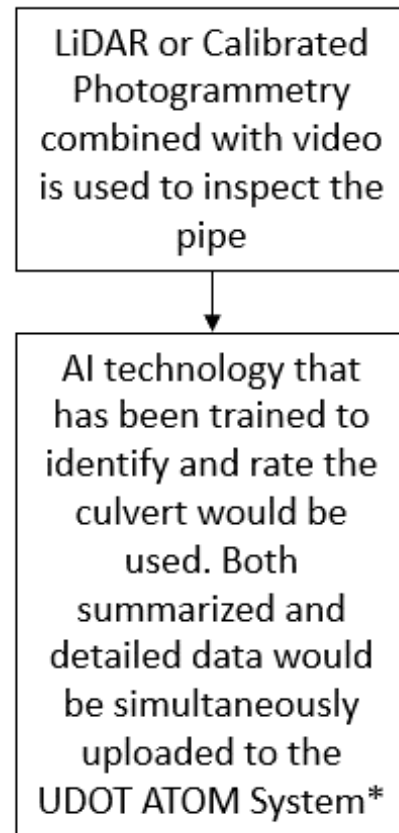 LiDAR or Calibrated
Photogrammetry
combined with video
is used to inspect the
pipe
AI technology that
has been trained to
identify and rate the
culvert would be
used. Both
summarized and
detailed data would
be simultaneously
uploaded to the
UDOT ATOM System*